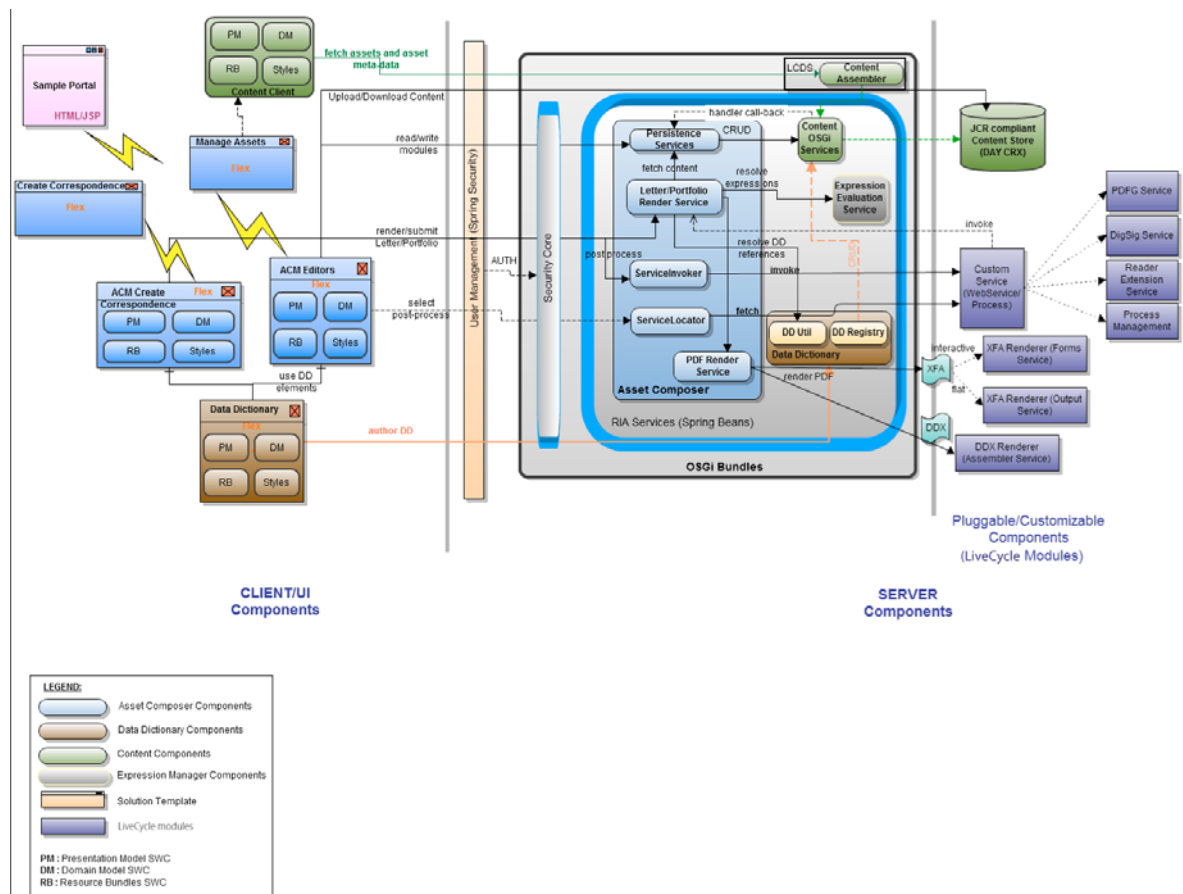 Sample Portal
HTML/JSP
PM
DM
RB
Styles
Content Client
fetch assets and asset
meta-data
Upload/Download Content
Manage Assets
Flex
read/write
modules
Create Correspondence
Flex
render/submit
Letter/Portfolio
ACM Create
Flex
Correspondence
PM
DM
RB
Styles
ACM Editors
Flex
PM
DM
RB
Styles
select
post-process
use DD
elements
Data Dictionary
Flex
PM
DM
RB
Styles
author DD
User Management (Spring Security)
AUTH
Security Core
LCDS
Content
Assembler
handler call-back
CRUD
Persistence
Services
Content
OSGi
Services
JCR compliant
Content Store
(DAY CRX)
fetch content
Letter/Portfolio
Render Service
resolve
expressions
Expression
Evaluation
Service
post process
resolve DD
references
CRUD
ServiceInvoker
invoke
ServiceLocator
fetch
DD Util
DD Registry
Data Dictionary
PDF Render
Service
render PDF
Asset Composer
RIA Services (Spring Beans)
OSGi Bundles
invoke
Custom
Service
(WebService/
Process)
PDFG Service
DigSig Service
Reader
Extension
Service
Process
Management
interactive
XFA
flat
XFA Renderer (Forms
Service)
XFA Renderer (Output
Service)
DDX
DDX Renderer
(Assembler Service)
Pluggable/Customizable
Components
(LiveCycle Modules)
CLIENT/UI
Components
SERVER
Components
LEGEND:
Asset Composer Components
Data Dictionary Components
Content Components
Expression Manager Components
Solution Template
LiveCycle modules
PM : Presentation Model SWC
DM : Domain Model SWC
RB : Resource Bundles SWC